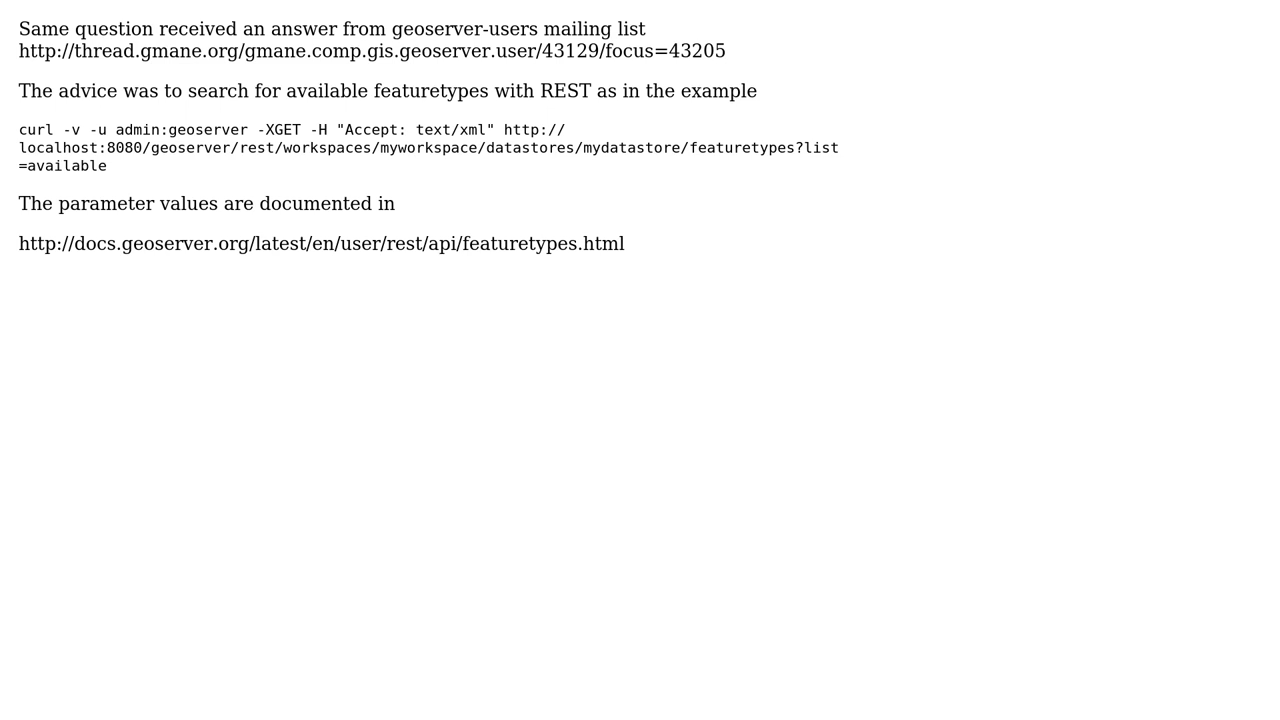 Same question received an answer from geoserver-users mailing list
http://thread.gmane.org/gmane.comp.gis.geoserver.user/43129/focus=43205
The advice was to search for available featuretypes with REST as in the example
curl -v -u admin:geoserver -XGET -H "Accept: text/xml" http://
localhost:8080/geoserver/rest/workspaces/myworkspace/datastores/mydatastore/featuretypes?list
=available
The parameter values are documented in
http://docs.geoserver.org/latest/en/user/rest/api/featuretypes.html